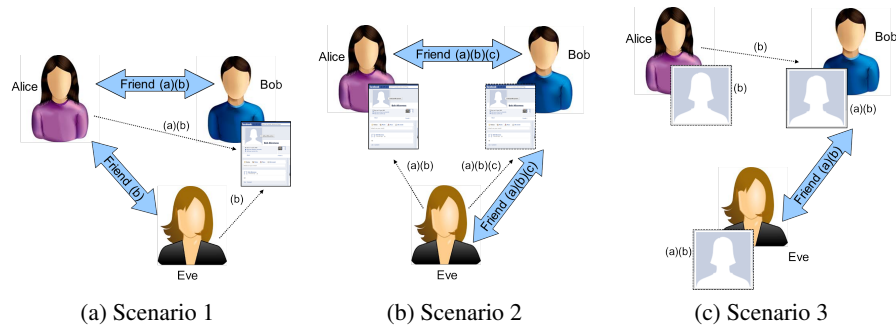 Alice
Friend (a)(b)
Bob
(a)(b)
Friend (b)
(b)
Eve
(a) Scenario 1
Alice
Friend (a)(b)(c)
Bob
(a)(b)
(a)(b)(c)
Friend (a)(b)(c)
Eve
(b) Scenario 2
Alice
(b)
Bob
(b)
(a)(b)
Friend (a)(b)
(a)(b)
Eve
(c) Scenario 3